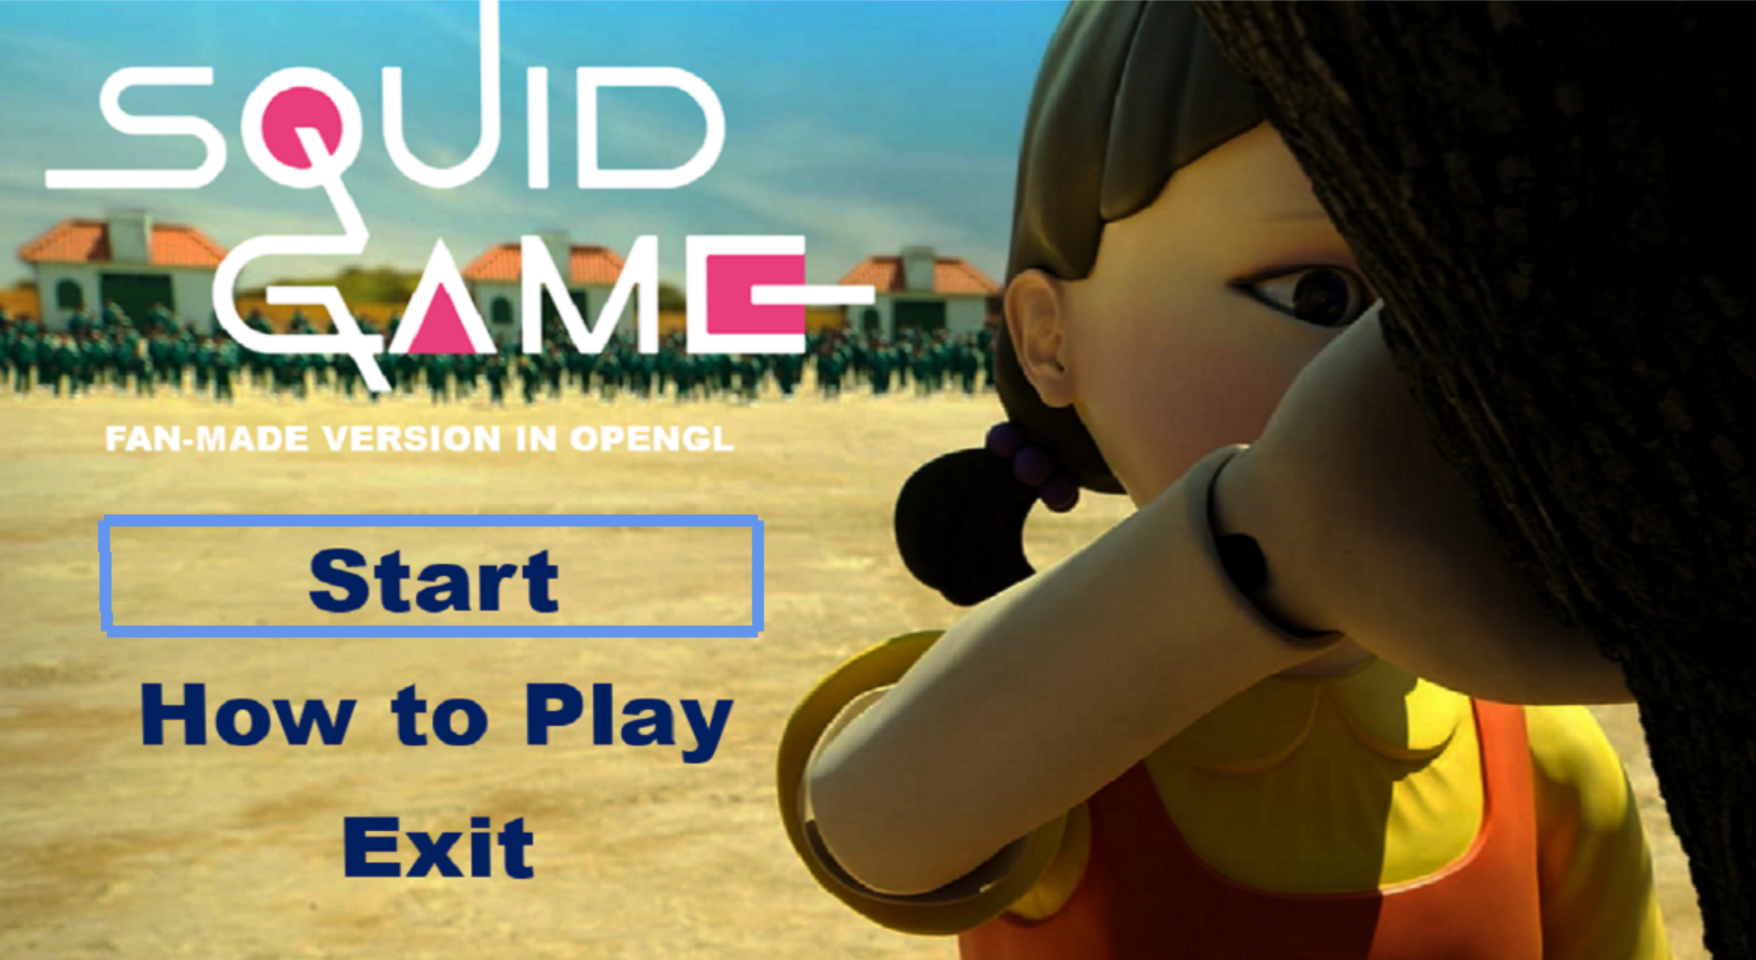 SQUID
GAME
FAN-MADE VERSION IN OPENGL
Start
How to Play
Exit